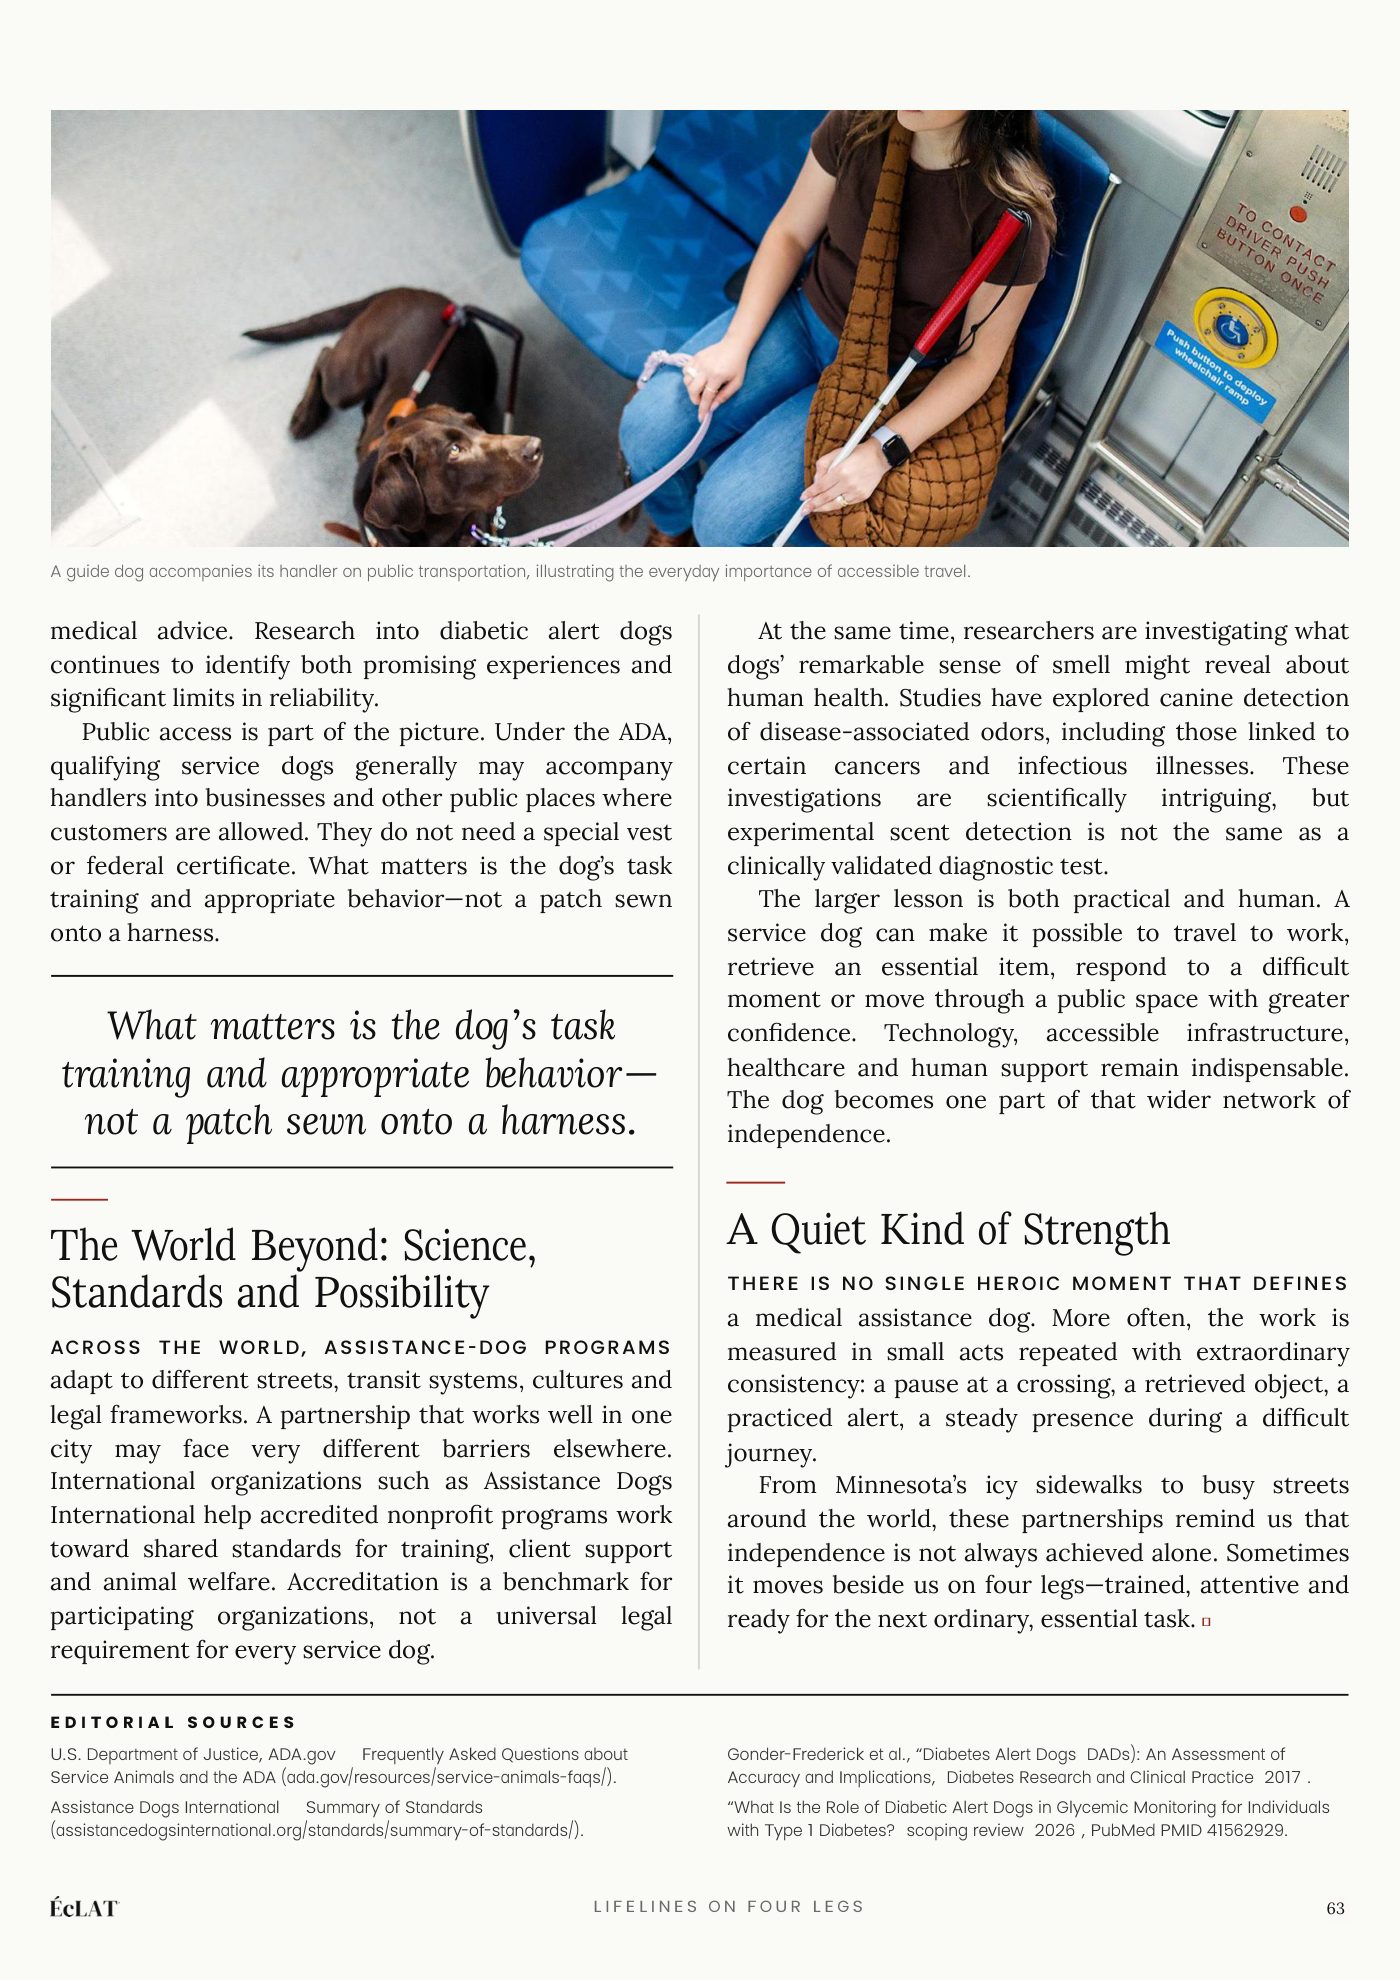 TO CONTACT
DRIVER PUSH
BUTTON ONCE
Push button to deploy
wheelchair ramp
A guide dog accompanies its handler on public transportation, illustrating the everyday importance of accessible travel.
medical advice. Research into diabetic alert dogs
continues to identify both promising experiences and
significant limits in reliability.
Public access is part of the picture. Under the ADA,
qualifying service dogs generally may accompany
handlers into businesses and other public places where
customers are allowed. They do not need a special vest
or federal certificate. What matters is the dog’s task
training and appropriate behavior—not a patch sewn
onto a harness.
What matters is the dog’s task
training and appropriate behavior—
not a patch sewn onto a harness.
The World Beyond: Science,
Standards and Possibility
ACROSS THE WORLD, ASSISTANCE-DOG PROGRAMS
adapt to different streets, transit systems, cultures and
legal frameworks. A partnership that works well in one
city may face very different barriers elsewhere.
International organizations such as Assistance Dogs
International help accredited nonprofit programs work
toward shared standards for training, client support
and animal welfare. Accreditation is a benchmark for
participating organizations, not a universal legal
requirement for every service dog.
At the same time, researchers are investigating what
dogs’ remarkable sense of smell might reveal about
human health. Studies have explored canine detection
of disease-associated odors, including those linked to
certain cancers and infectious illnesses. These
investigations are scientifically intriguing, but
experimental scent detection is not the same as a
clinically validated diagnostic test.
The larger lesson is both practical and human. A
service dog can make it possible to travel to work,
retrieve an essential item, respond to a difficult
moment or move through a public space with greater
confidence. Technology, accessible infrastructure,
healthcare and human support remain indispensable.
The dog becomes one part of that wider network of
independence.
A Quiet Kind of Strength
THERE IS NO SINGLE HEROIC MOMENT THAT DEFINES
a medical assistance dog. More often, the work is
measured in small acts repeated with extraordinary
consistency: a pause at a crossing, a retrieved object, a
practiced alert, a steady presence during a difficult
journey.
From Minnesota’s icy sidewalks to busy streets
around the world, these partnerships remind us that
independence is not always achieved alone. Sometimes
it moves beside us on four legs—trained, attentive and
ready for the next ordinary, essential task.
EDITORIAL SOURCES
U.S. Department of Justice, ADA.gov Frequently Asked Questions about
Service Animals and the ADA (ada.gov/resources/service-animals-faqs/).
Assistance Dogs International Summary of Standards
(assistancedogsinternational.org/standards/summary-of-standards/).
Gonder-Frederick et al., “Diabetes Alert Dogs DADs): An Assessment of
Accuracy and Implications, Diabetes Research and Clinical Practice 2017 .
“What Is the Role of Diabetic Alert Dogs in Glycemic Monitoring for Individuals
with Type 1 Diabetes? scoping review 2026 , PubMed PMID 41562929.
ÉcLAT
LIFELINES ON FOUR LEGS
63